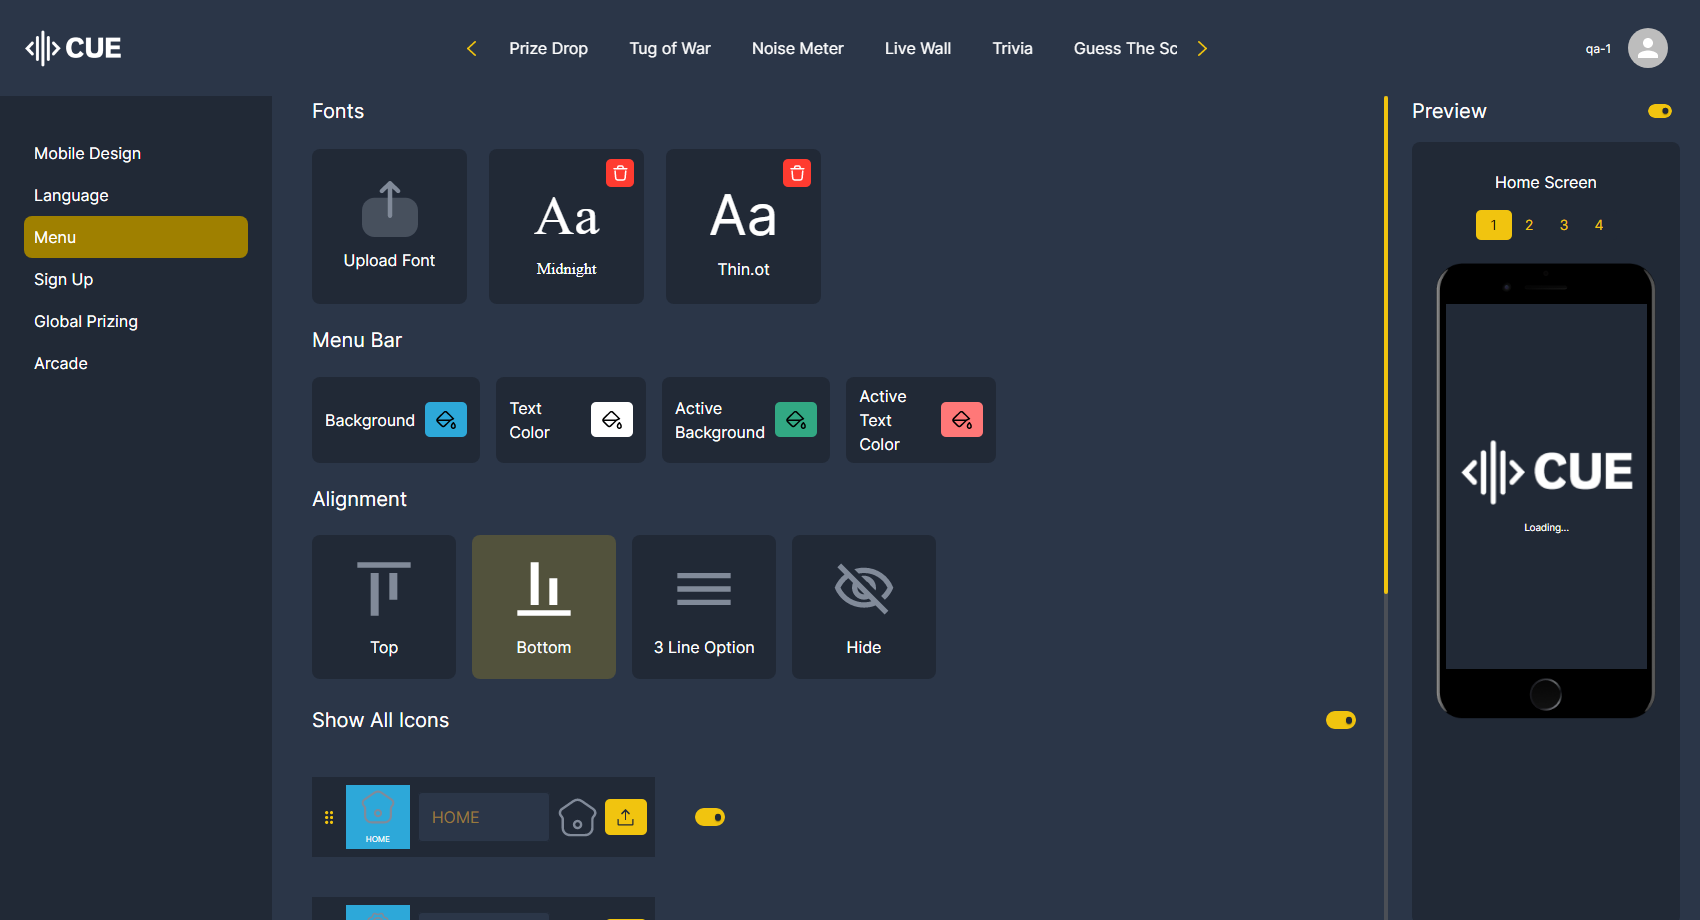 CUE
Prize Drop
Tug of War
Noise Meter
Live Wall
Trivia
Guess The Sc
qa-1
Mobile Design
Language
Menu
Sign Up
Global Prizing
Arcade
Fonts
Upload Font
Aa
Midnight
Aa
Thin.ot
Menu Bar
Background
Text
Color
Active
Background
Active
Text
Color
Alignment
Top
Bottom
3 Line Option
Hide
Show All Icons
HOME
HOME
Preview
Home Screen
1 2 3 4
CUE
Loading...